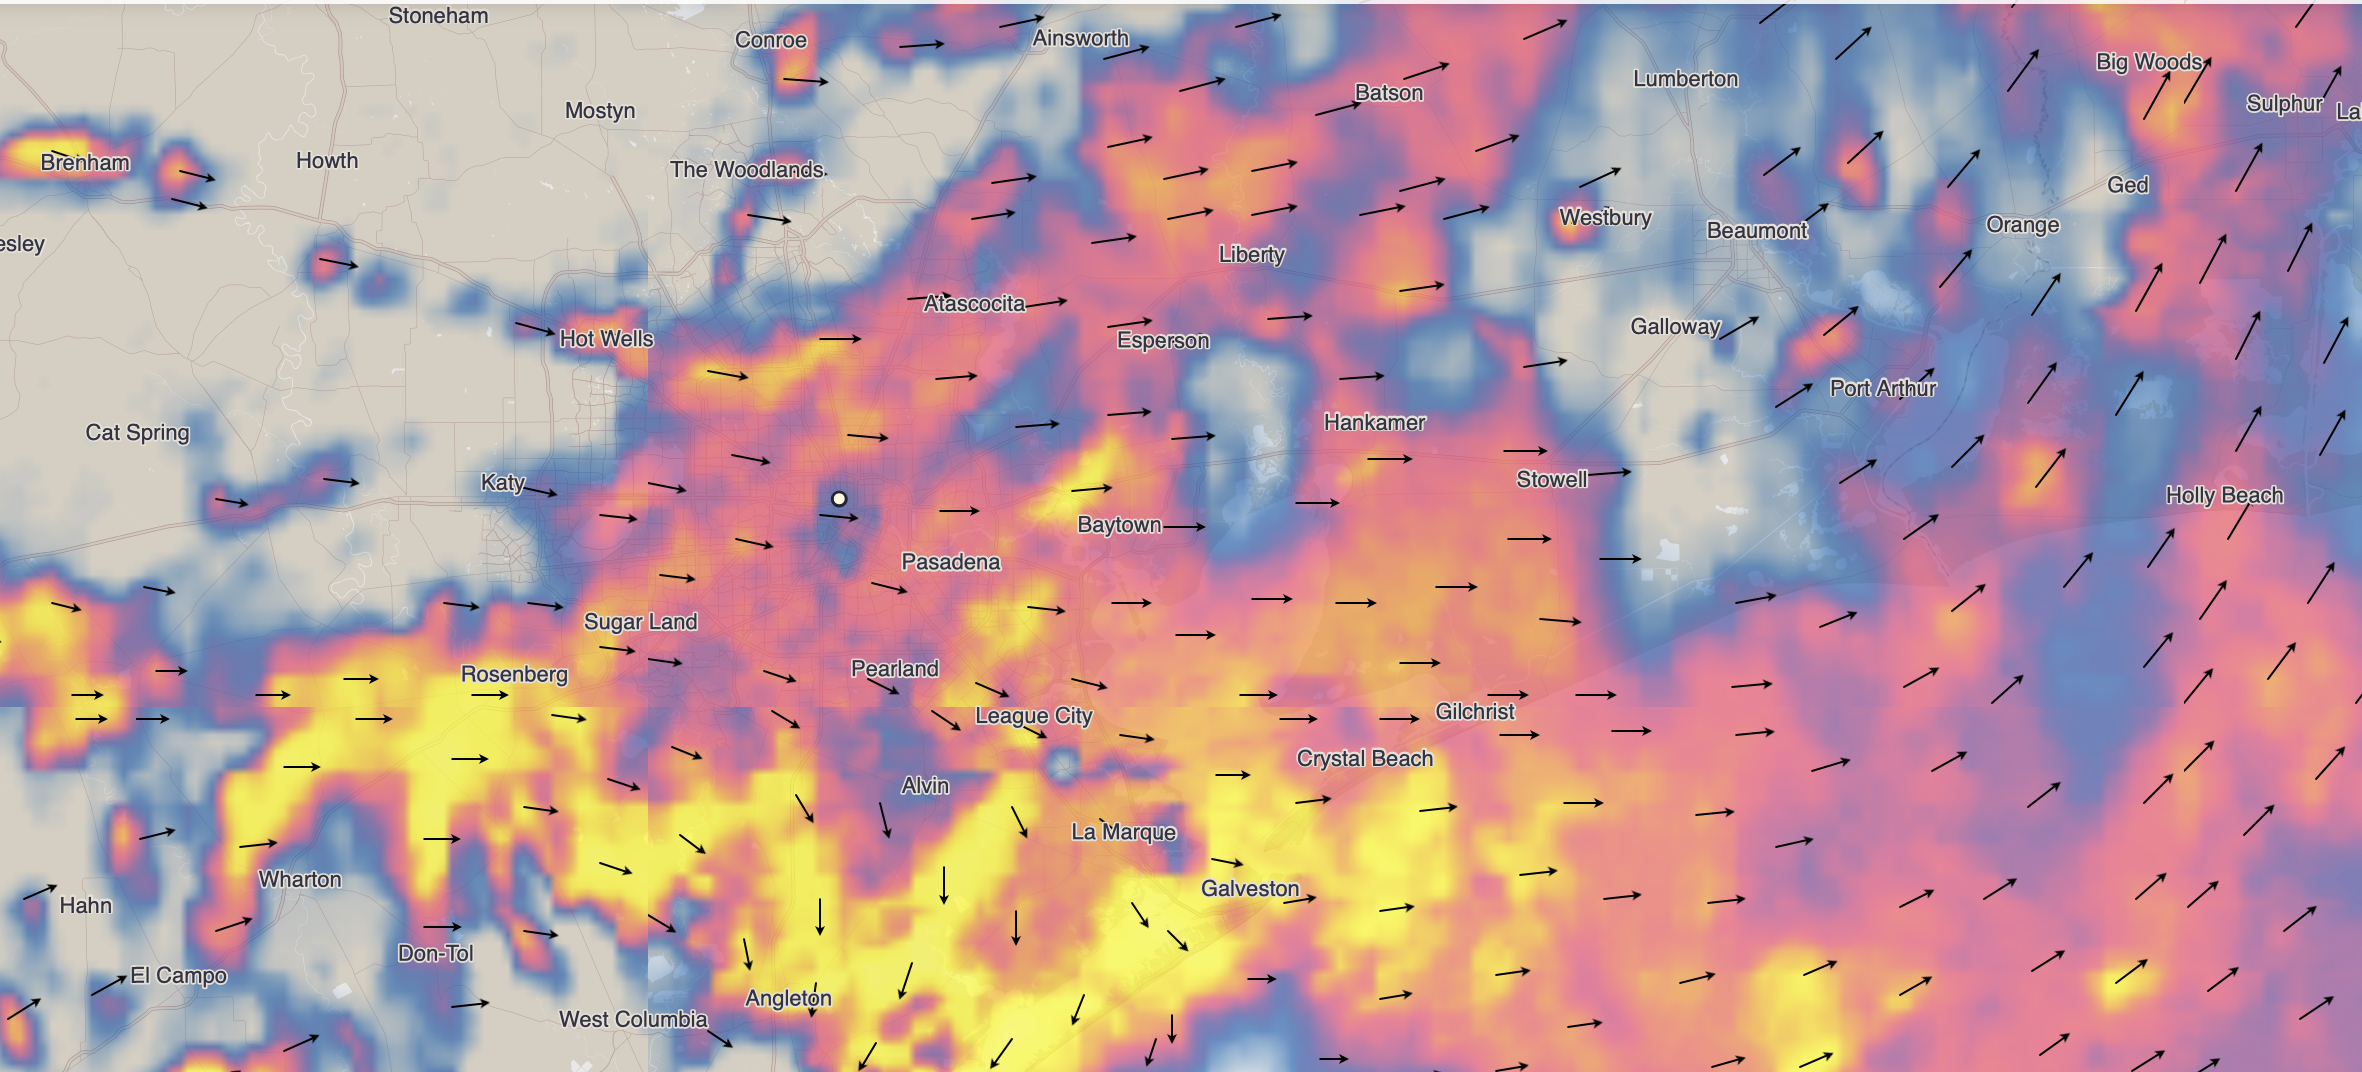 Stoneham
Conroe
Ainsworth
Big Woods
Lumberton
Batson
Sulphur
Mostyn
Brenham
Howth
The Woodlands
Ged
Westbury
Beaumont
Orange
Liberty
Atascocita
Galloway
Hot Wells
Esperson
Port Arthur
Cat Spring
Hankamer
Katy
Stowell
Holly Beach
Baytown
Pasadena
Sugar Land
Rosenberg
Pearland
League City
Gilchrist
Crystal Beach
Alvin
La Marque
Wharton
Galveston
Hahn
Don-Tol
El Campo
Angleton
West Columbia